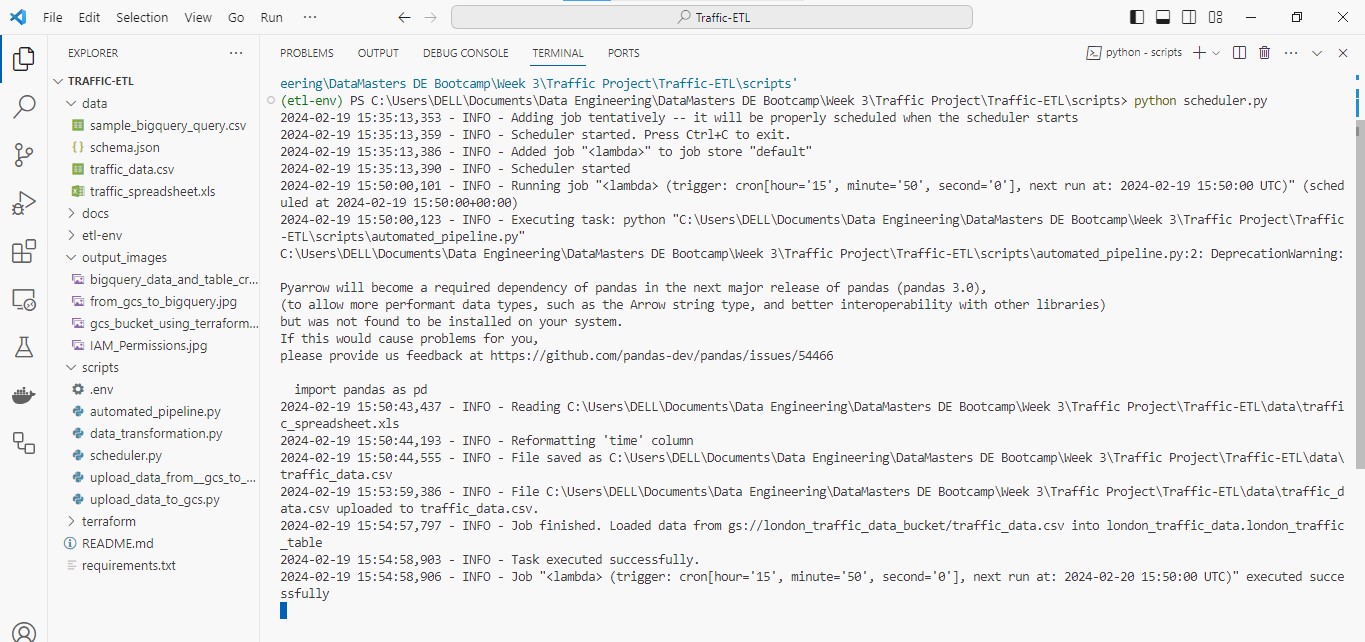 File Edit Selection View Go Run ···
Traffic-ETL
EXPLORER ···
TRAFFIC-ETL
data
sample_bigquery_query.csv
schema.json
traffic_data.csv
traffic_spreadsheet.xls
docs
etl-env
output_images
bigquery_data_and_table_cr...
from_gcs_to_bigquery.jpg
gcs_bucket_using_terraform...
IAM_Permissions.jpg
scripts
.env
automated_pipeline.py
data_transformation.py
scheduler.py
upload_data_from__gcs_to_...
upload_data_to_gcs.py
terraform
README.md
requirements.txt
PROBLEMS OUTPUT DEBUG CONSOLE TERMINAL PORTS
python - scripts
eering\DataMasters DE Bootcamp\Week 3\Traffic Project\Traffic-ETL\scripts'
(etl-env) PS C:\Users\DELL\Documents\Data Engineering\DataMasters DE Bootcamp\Week 3\Traffic Project\Traffic-ETL\scripts> python scheduler.py
2024-02-19 15:35:13,353 - INFO - Adding job tentatively -- it will be properly scheduled when the scheduler starts
2024-02-19 15:35:13,359 - INFO - Scheduler started. Press Ctrl+C to exit.
2024-02-19 15:35:13,386 - INFO - Added job "<lambda>" to job store "default"
2024-02-19 15:35:13,390 - INFO - Scheduler started
2024-02-19 15:50:00,101 - INFO - Running job "<lambda> (trigger: cron[hour='15', minute='50', second='0'], next run at: 2024-02-19 15:50:00 UTC)" (sched
uled at 2024-02-19 15:50:00+00:00)
2024-02-19 15:50:00,123 - INFO - Executing task: python "C:\Users\DELL\Documents\Data Engineering\DataMasters DE Bootcamp\Week 3\Traffic Project\Traffic
-ETL\scripts\automated_pipeline.py"
C:\Users\DELL\Documents\Data Engineering\DataMasters DE Bootcamp\Week 3\Traffic Project\Traffic-ETL\scripts\automated_pipeline.py:2: DeprecationWarning:
Pyarrow will become a required dependency of pandas in the next major release of pandas (pandas 3.0),
(to allow more performant data types, such as the Arrow string type, and better interoperability with other libraries)
but was not found to be installed on your system.
If this would cause problems for you,
please provide us feedback at https://github.com/pandas-dev/pandas/issues/54466
import pandas as pd
2024-02-19 15:50:43,437 - INFO - Reading C:\Users\DELL\Documents\Data Engineering\DataMasters DE Bootcamp\Week 3\Traffic Project\Traffic-ETL\data\traffi
c_spreadsheet.xls
2024-02-19 15:50:44,193 - INFO - Reformatting 'time' column
2024-02-19 15:50:44,555 - INFO - File saved as C:\Users\DELL\Documents\Data Engineering\DataMasters DE Bootcamp\Week 3\Traffic Project\Traffic-ETL\data\
traffic_data.csv
2024-02-19 15:53:59,386 - INFO - File C:\Users\DELL\Documents\Data Engineering\DataMasters DE Bootcamp\Week 3\Traffic Project\Traffic-ETL\data\traffic_d
ata.csv uploaded to traffic_data.csv.
2024-02-19 15:54:57,797 - INFO - Job finished. Loaded data from gs://london_traffic_data_bucket/traffic_data.csv into london_traffic_data.london_traffic
_table
2024-02-19 15:54:58,903 - INFO - Task executed successfully.
2024-02-19 15:54:58,906 - INFO - Job "<lambda> (trigger: cron[hour='15', minute='50', second='0'], next run at: 2024-02-20 15:50:00 UTC)" executed succe
ssfully